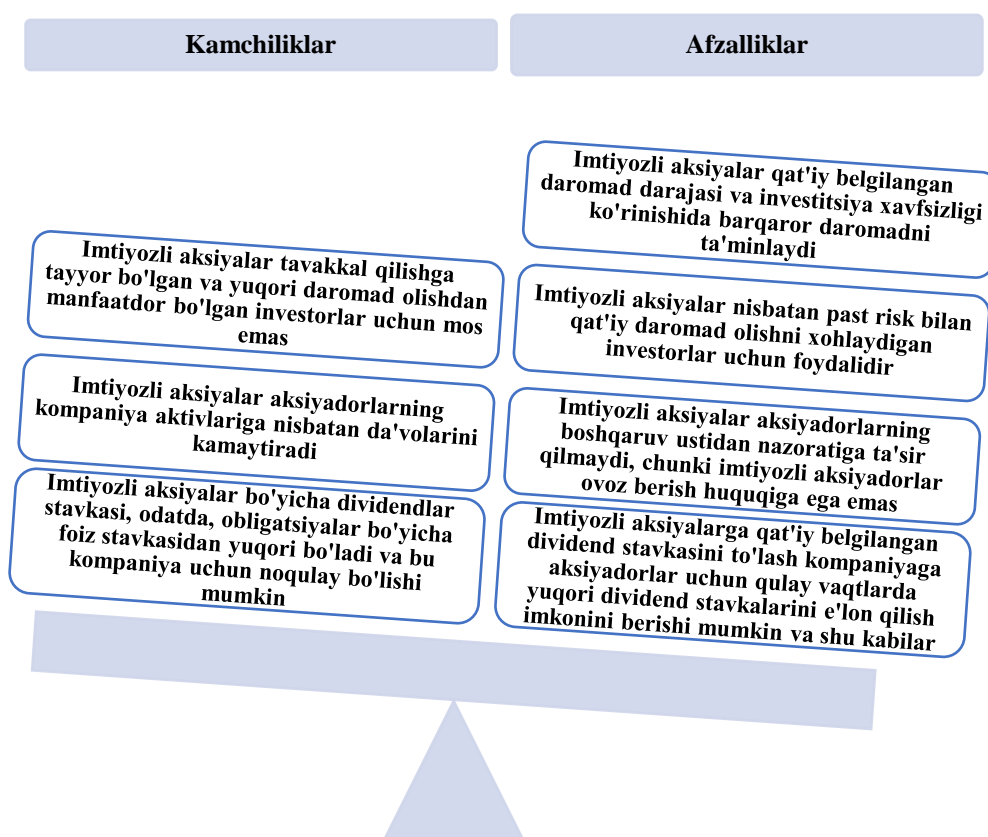 Kamchiliklar
Imtiyozli aksiyalar tavakkal qilishga
tayyor bo'lgan va yuqori daromad olishdan
manfaatdor bo'lgan investorlar uchun mos
emas
Imtiyozli aksiyalar aksiyadorlarning
kompaniya aktivlariga nisbatan da'volarini
kamaytiradi
Imtiyozli aksiyalar bo'yicha dividendlar
stavkasi, odatda, obligatsiyalar bo'yicha
foiz stavkasidan yuqori bo'ladi va bu
kompaniya uchun noqulay bo'lishi
mumkin
Afzalliklar
Imtiyozli aksiyalar qat'iy belgilangan
daromad darajasi va investitsiya xavfsizligi
ko'rinishida barqaror daromadni
ta'minlaydi
Imtiyozli aksiyalar nisbatan past risk bilan
qat'iy daromad olishni xohlaydigan
investorlar uchun foydalidir
Imtiyozli aksiyalar aksiyadorlarning
boshqaruv ustidan nazoratiga ta'sir
qilmaydi, chunki imtiyozli aksiyadorlar
ovoz berish huquqiga ega emas
Imtiyozli aksiyalarga qat'iy belgilangan
dividend stavkasini to'lash kompaniyaga
aksiyadorlar uchun qulay vaqtlarda
yuqori dividend stavkalarini e'lon qilish
imkonini berishi mumkin va shu kabilar